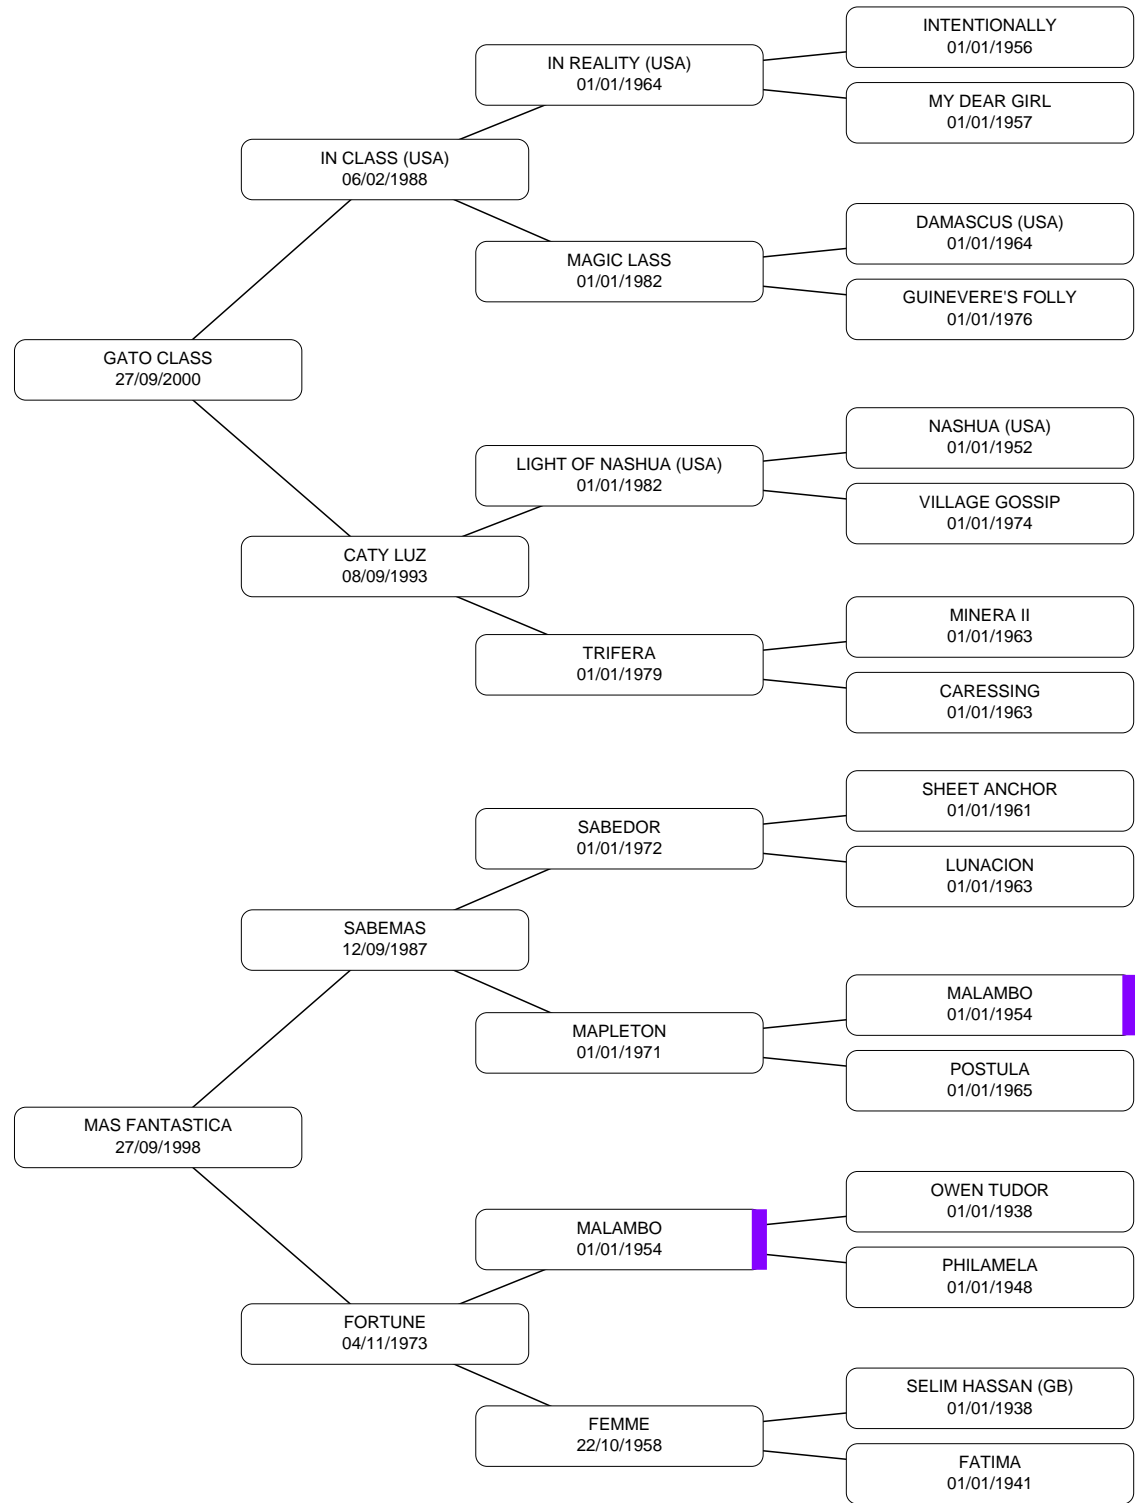 INTENTIONALLY
01/01/1956
IN REALITY (USA)
01/01/1964
MY DEAR GIRL
01/01/1957
IN CLASS (USA)
06/02/1988
DAMASCUS (USA)
01/01/1964
MAGIC LASS
01/01/1982
GUINEVERE'S FOLLY
01/01/1976
GATO CLASS
27/09/2000
NASHUA (USA)
01/01/1952
LIGHT OF NASHUA (USA)
01/01/1982
VILLAGE GOSSIP
01/01/1974
CATY LUZ
08/09/1993
MINERA II
01/01/1963
TRIFERA
01/01/1979
CARESSING
01/01/1963
SHEET ANCHOR
01/01/1961
SABEDOR
01/01/1972
LUNACION
01/01/1963
SABEMAS
12/09/1987
MALAMBO
01/01/1954
MAPLETON
01/01/1971
POSTULA
01/01/1965
MAS FANTASTICA
27/09/1998
OWEN TUDOR
01/01/1938
MALAMBO
01/01/1954
PHILAMELA
01/01/1948
FORTUNE
04/11/1973
SELIM HASSAN (GB)
01/01/1938
FEMME
22/10/1958
FATIMA
01/01/1941